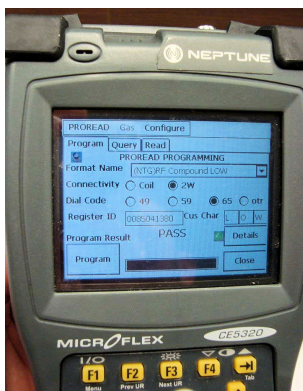 NEPTUNE
PROREAD Gas Configure
Program Query Read
PROREAD PROGRAMMING
Format Name (NTG)RF Compound LOW
Connectivity Coil 2W
Dial Code 49 59 65 otr
Register ID 0085041380 Cus Char L O W
Program Result PASS Details
Program Close
MICROFLEX CE5320
I/O
F1 F2 F3 F4
Menu Prev UR Next UR Tab